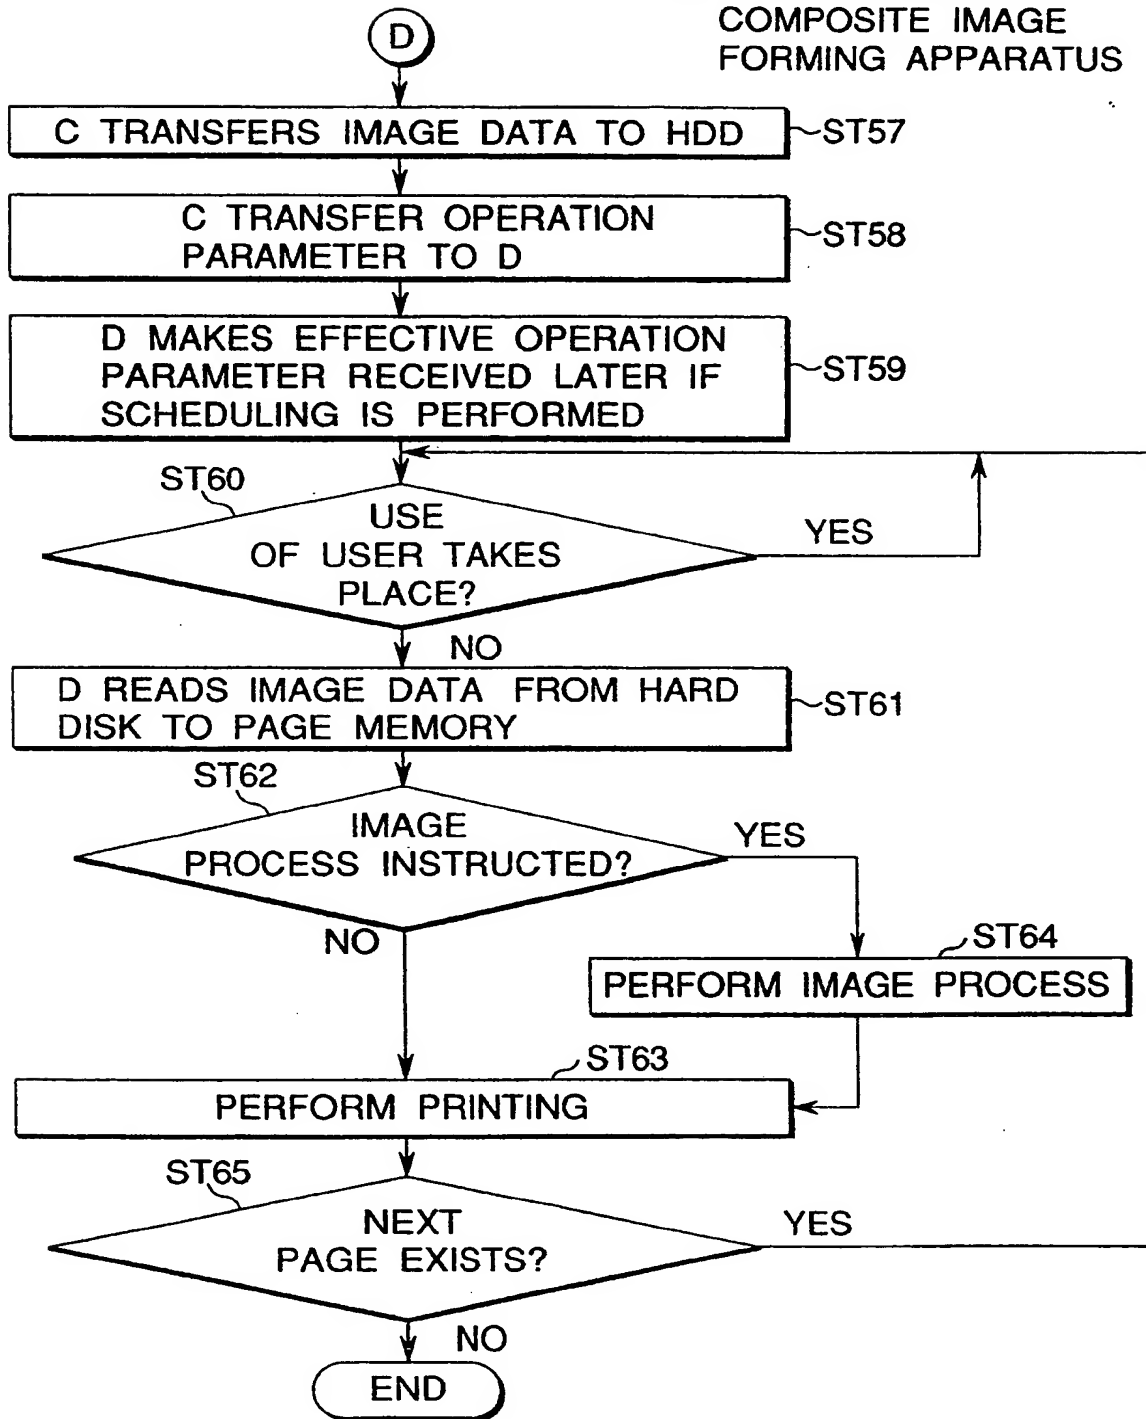 COMPOSITE IMAGE
FORMING APPARATUS
D
C TRANSFERS IMAGE DATA TO HDD
ST57
C TRANSFER OPERATION
PARAMETER TO D
ST58
D MAKES EFFECTIVE OPERATION
PARAMETER RECEIVED LATER IF
SCHEDULING IS PERFORMED
ST59
ST60
USE
OF USER TAKES
PLACE?
YES
NO
D READS IMAGE DATA FROM HARD
DISK TO PAGE MEMORY
ST61
ST62
IMAGE
PROCESS INSTRUCTED?
YES
NO
ST64
PERFORM IMAGE PROCESS
ST63
PERFORM PRINTING
ST65
NEXT
PAGE EXISTS?
YES
NO
END